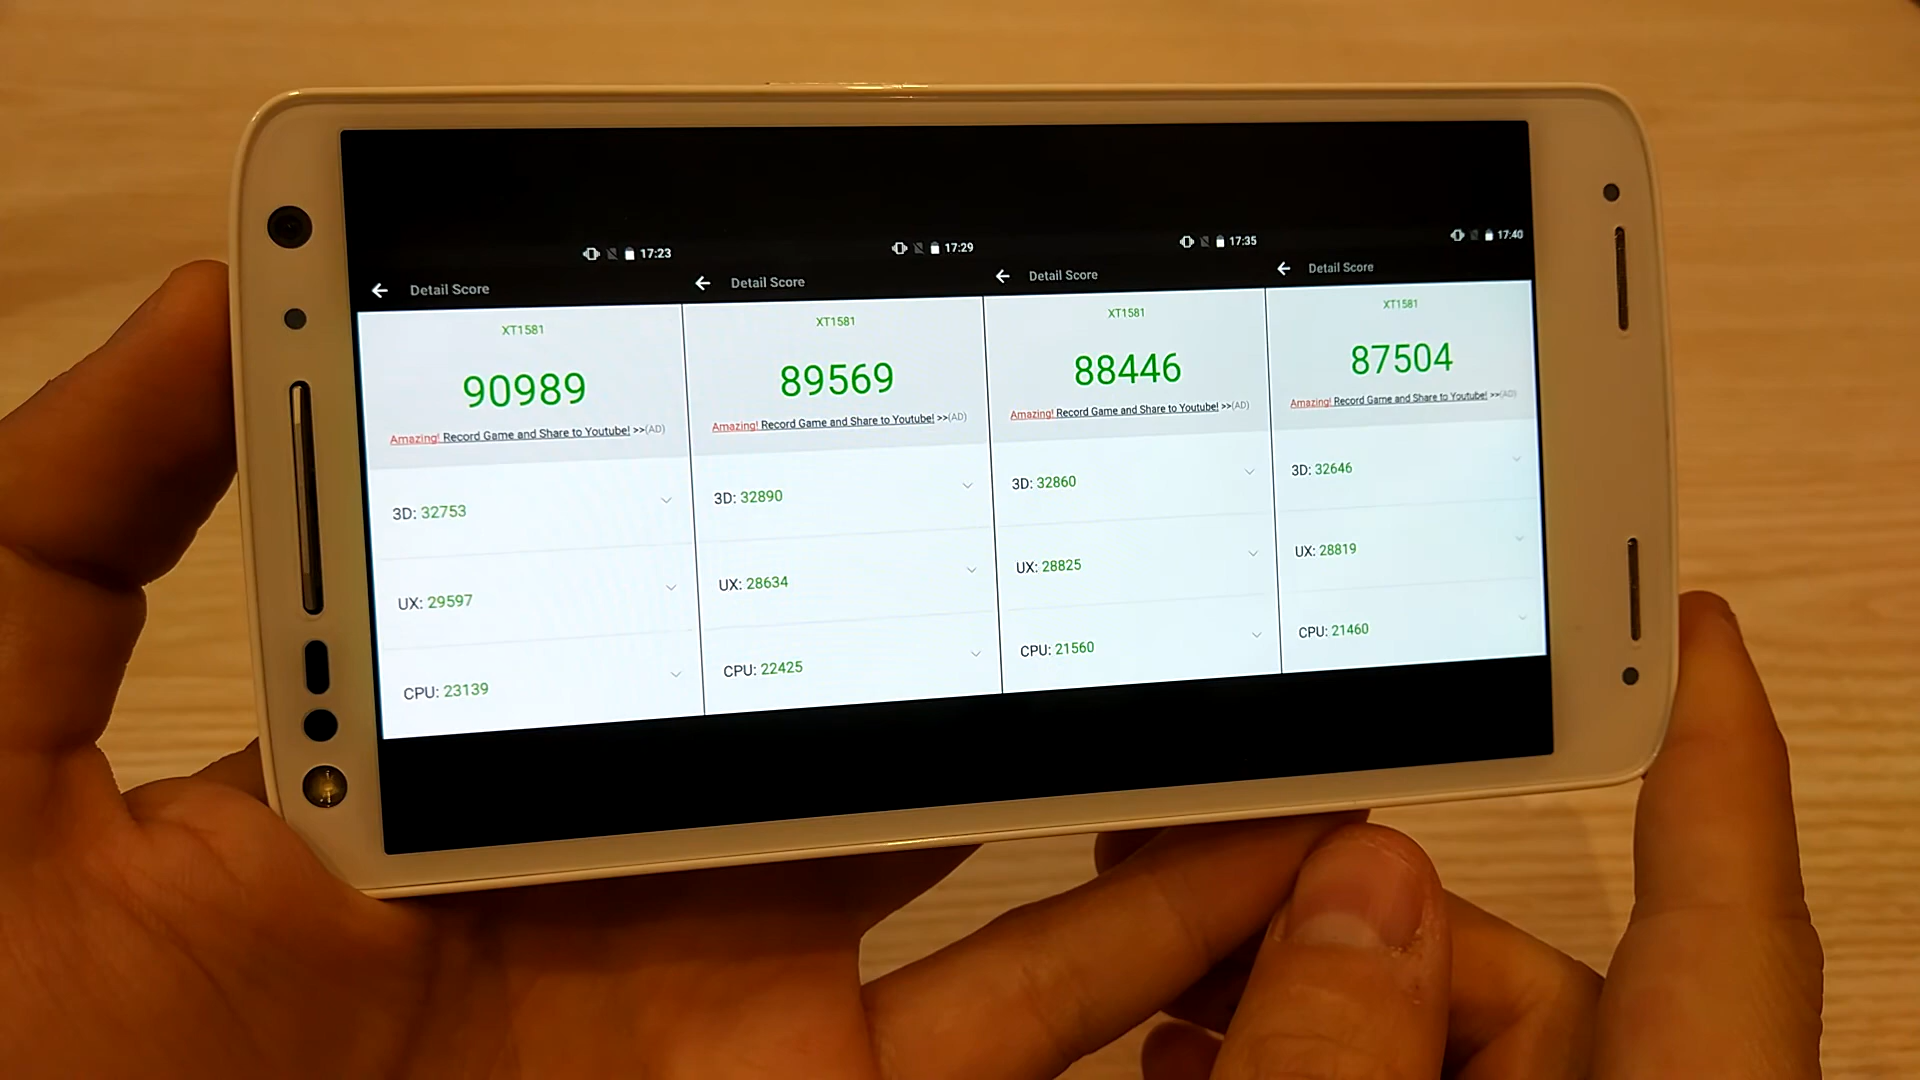 17:23
Detail Score
XT1581
90989
Amazing! Record Game and Share to Youtube! >>(AD)
3D: 32753
UX: 29597
CPU: 23139
17:29
Detail Score
XT1581
89569
Amazing! Record Game and Share to Youtube! >>(AD)
3D: 32890
UX: 28634
CPU: 22425
17:35
Detail Score
XT1581
88446
Amazing! Record Game and Share to Youtube! >>(AD)
3D: 32860
UX: 28825
CPU: 21560
17:40
Detail Score
XT1581
87504
Amazing! Record Game and Share to Youtube! >>(AD)
3D: 32646
UX: 28819
CPU: 21460